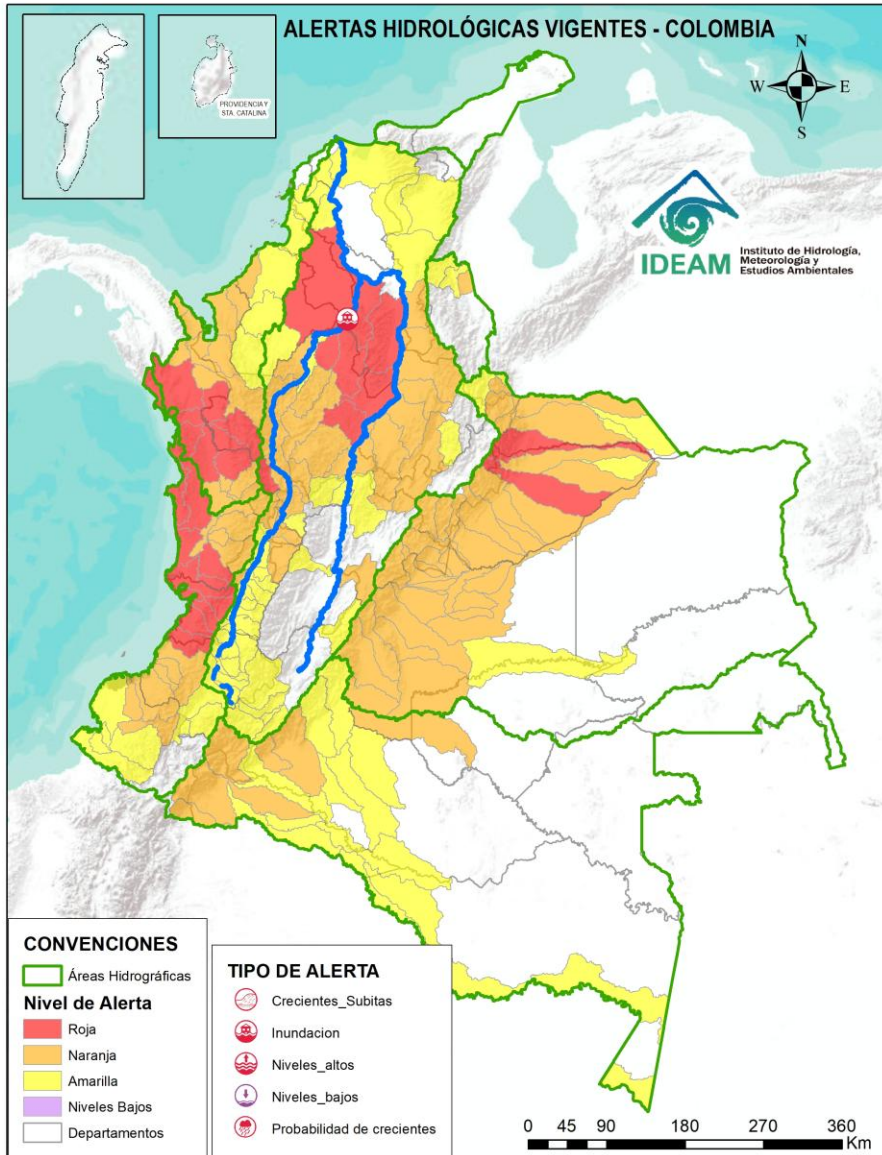 ALERTAS HIDROLÓGICAS VIGENTES - COLOMBIA
PROVIDENCIA Y
STA. CATALINA
N
W
E
S
IDEAM
Instituto de Hidrología,
Meteorología y
Estudios Ambientales
CONVENCIONES
Áreas Hidrográficas
Nivel de Alerta
Roja
Naranja
Amarilla
Niveles Bajos
Departamentos
TIPO DE ALERTA
Crecientes_Subitas
Inundacion
Niveles_altos
Niveles_bajos
Probabilidad de crecientes
0 45 90 180 270 360
Km